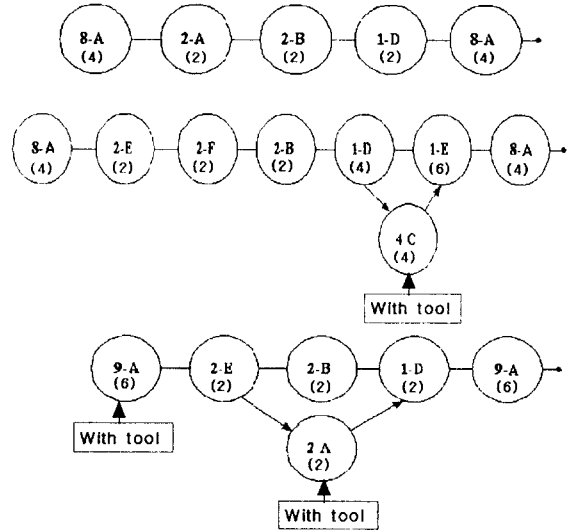 8-A 2-A 2-B 1-D 8-A
(4) (2) (2) (2) (4)
8-A 2-E 2-F 2-B 1-D 1-E 8-A
(4) (2) (2) (2) (4) (6) (4)
4 C
(4)
With tool
9-A 2-E 2-B 1-D 9-A
(6) (2) (2) (2) (6)
With tool
2 A
(2)
With tool